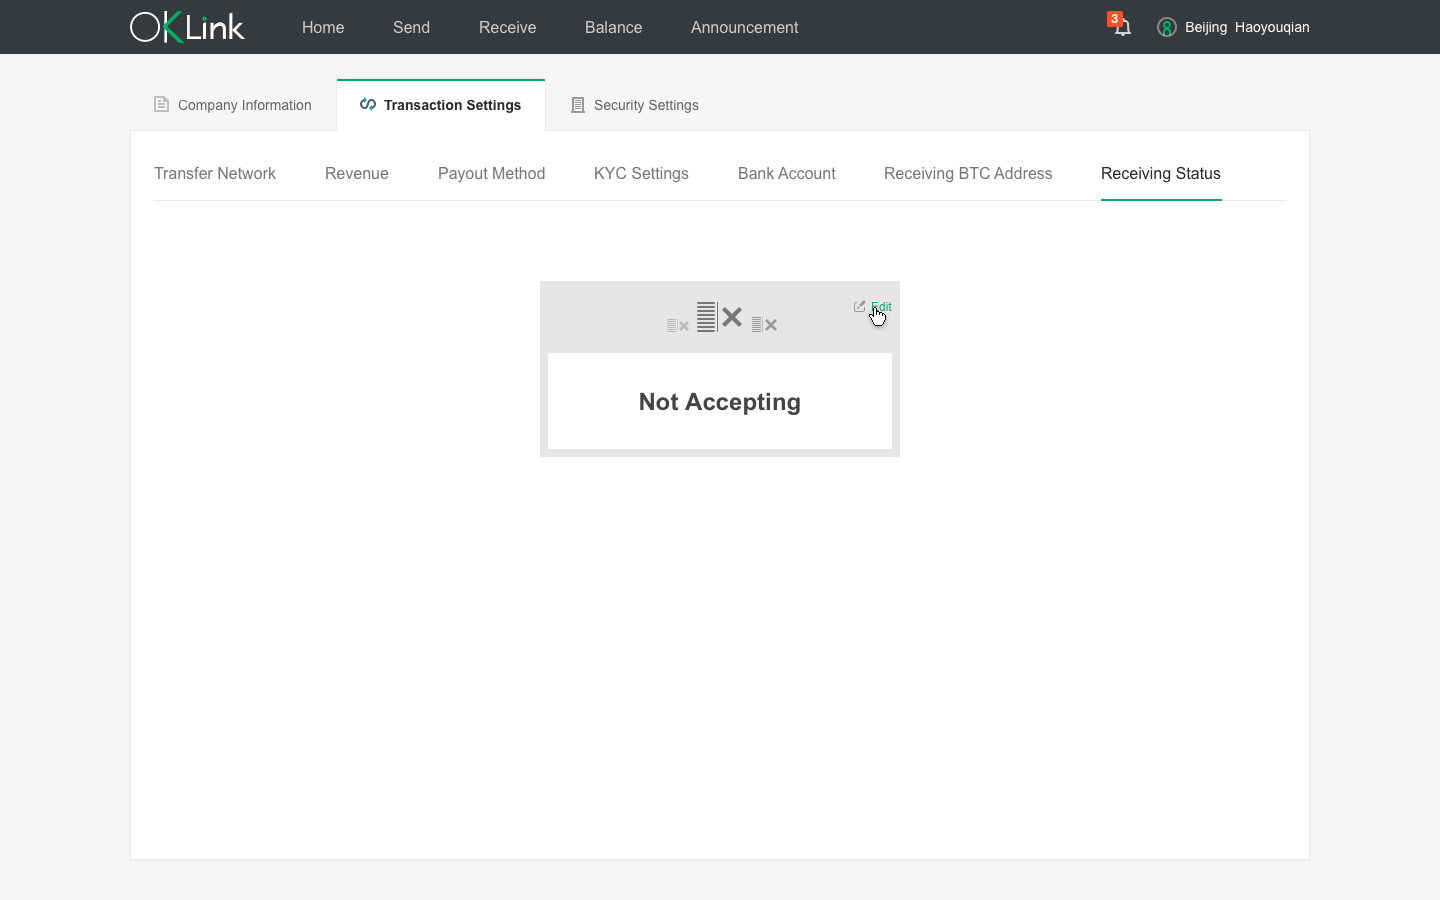 OKLink Home Send Receive Balance Announcement 3 Beijing Haoyouqian
Company Information Transaction Settings Security Settings
Transfer Network Revenue Payout Method KYC Settings Bank Account Receiving BTC Address Receiving Status
Edit
Not Accepting